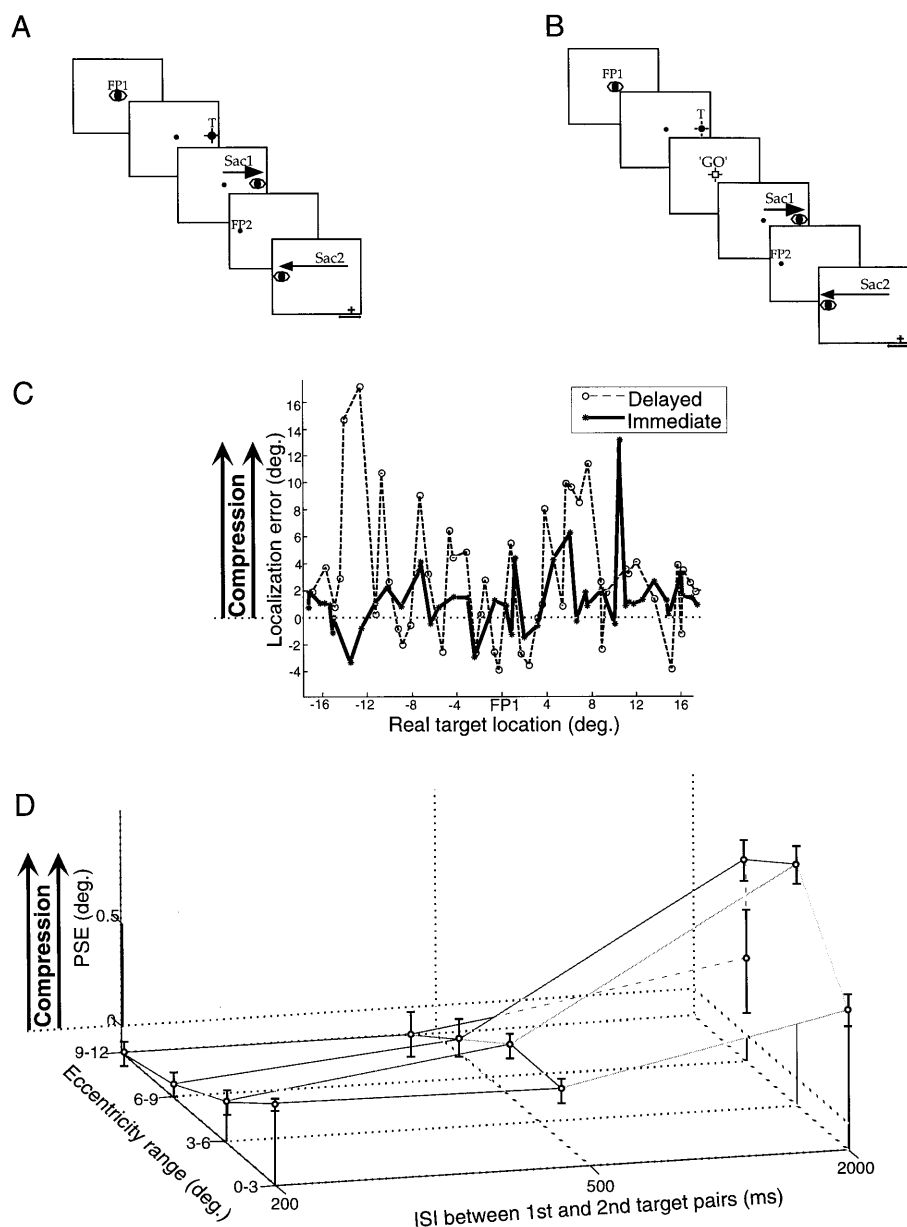 A
FP1
T
Sac1
FP2
Sac2
B
FP1
T
'GO'
Sac1
FP2
Sac2
C
Compression
Localization error (deg.)
16
14
12
10
8
6
4
2
0
-2
-4
Delayed
Immediate
-16 -12 -8 -4 FP1 4 8 12 16
Real target location (deg.)
D
Compression
PSE (deg.)
0.5
0
9-12
6-9
3-6
0-3
Eccentricity range (deg.)
200 500 2000
ISI between 1st and 2nd target pairs (ms)